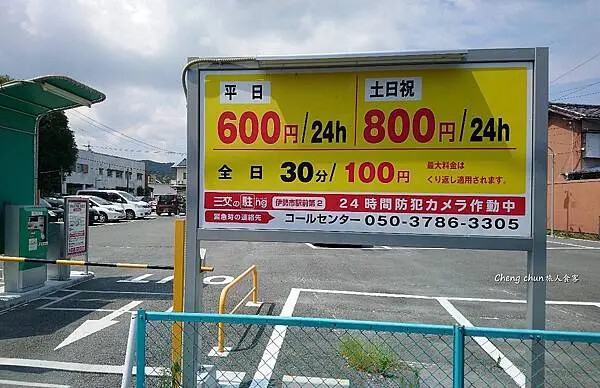 平日
600円/24h
土日祝
800円/24h
全日 30分/100円
最大料金は
くり返し適用されます。
三交の駐ing 伊勢市駅前第2
24時間防犯カメラ作動中
緊急時の連絡先
コールセンター 050-3786-3305
Cheng chun旅人食客